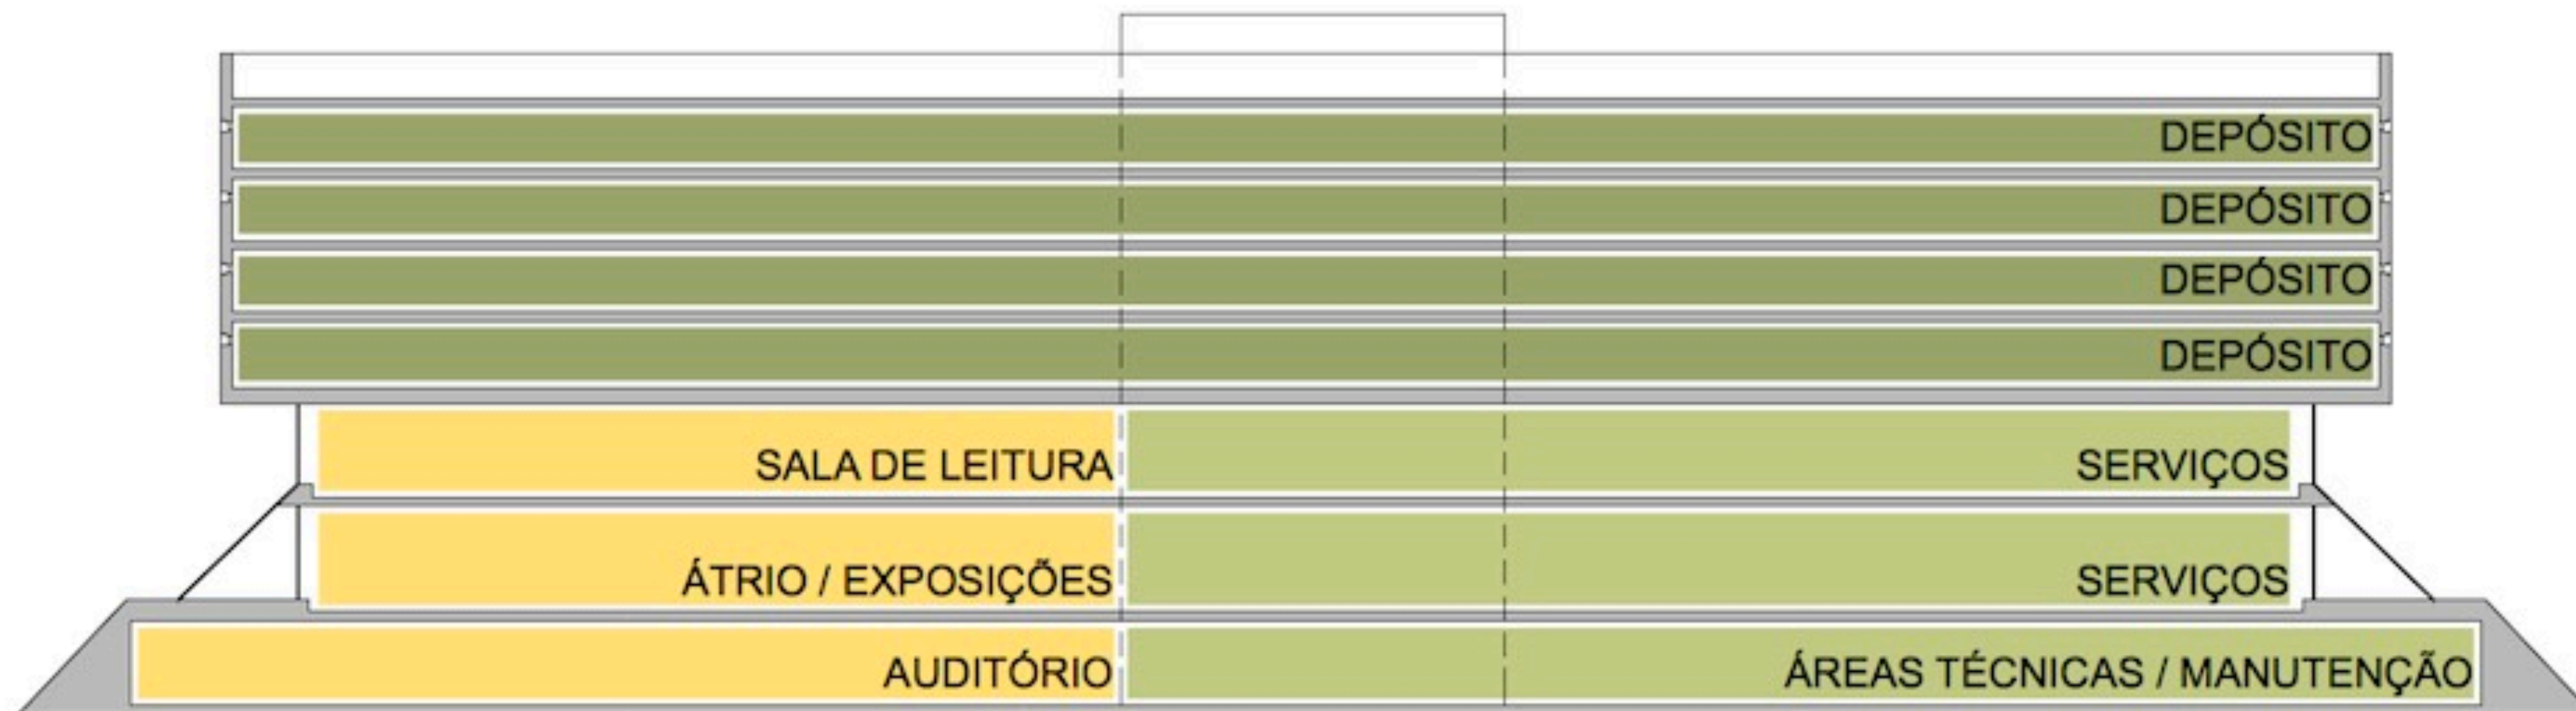 DEPÓSITO
DEPÓSITO
DEPÓSITO
DEPÓSITO
SALA DE LEITURA
SERVIÇOS
ÁTRIO / EXPOSIÇÕES
SERVIÇOS
AUDITÓRIO
ÁREAS TÉCNICAS / MANUTENÇÃO